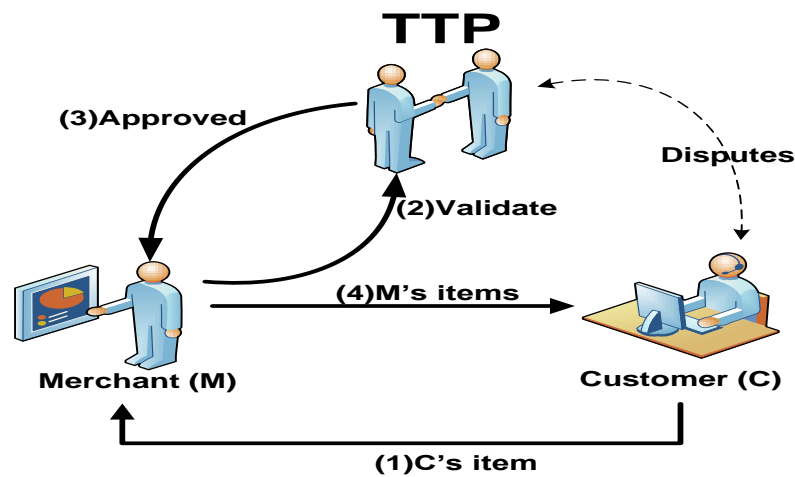 TTP
(3)Approved
Disputes
(2)Validate
(4)M's items
Merchant (M)
Customer (C)
(1)C's item